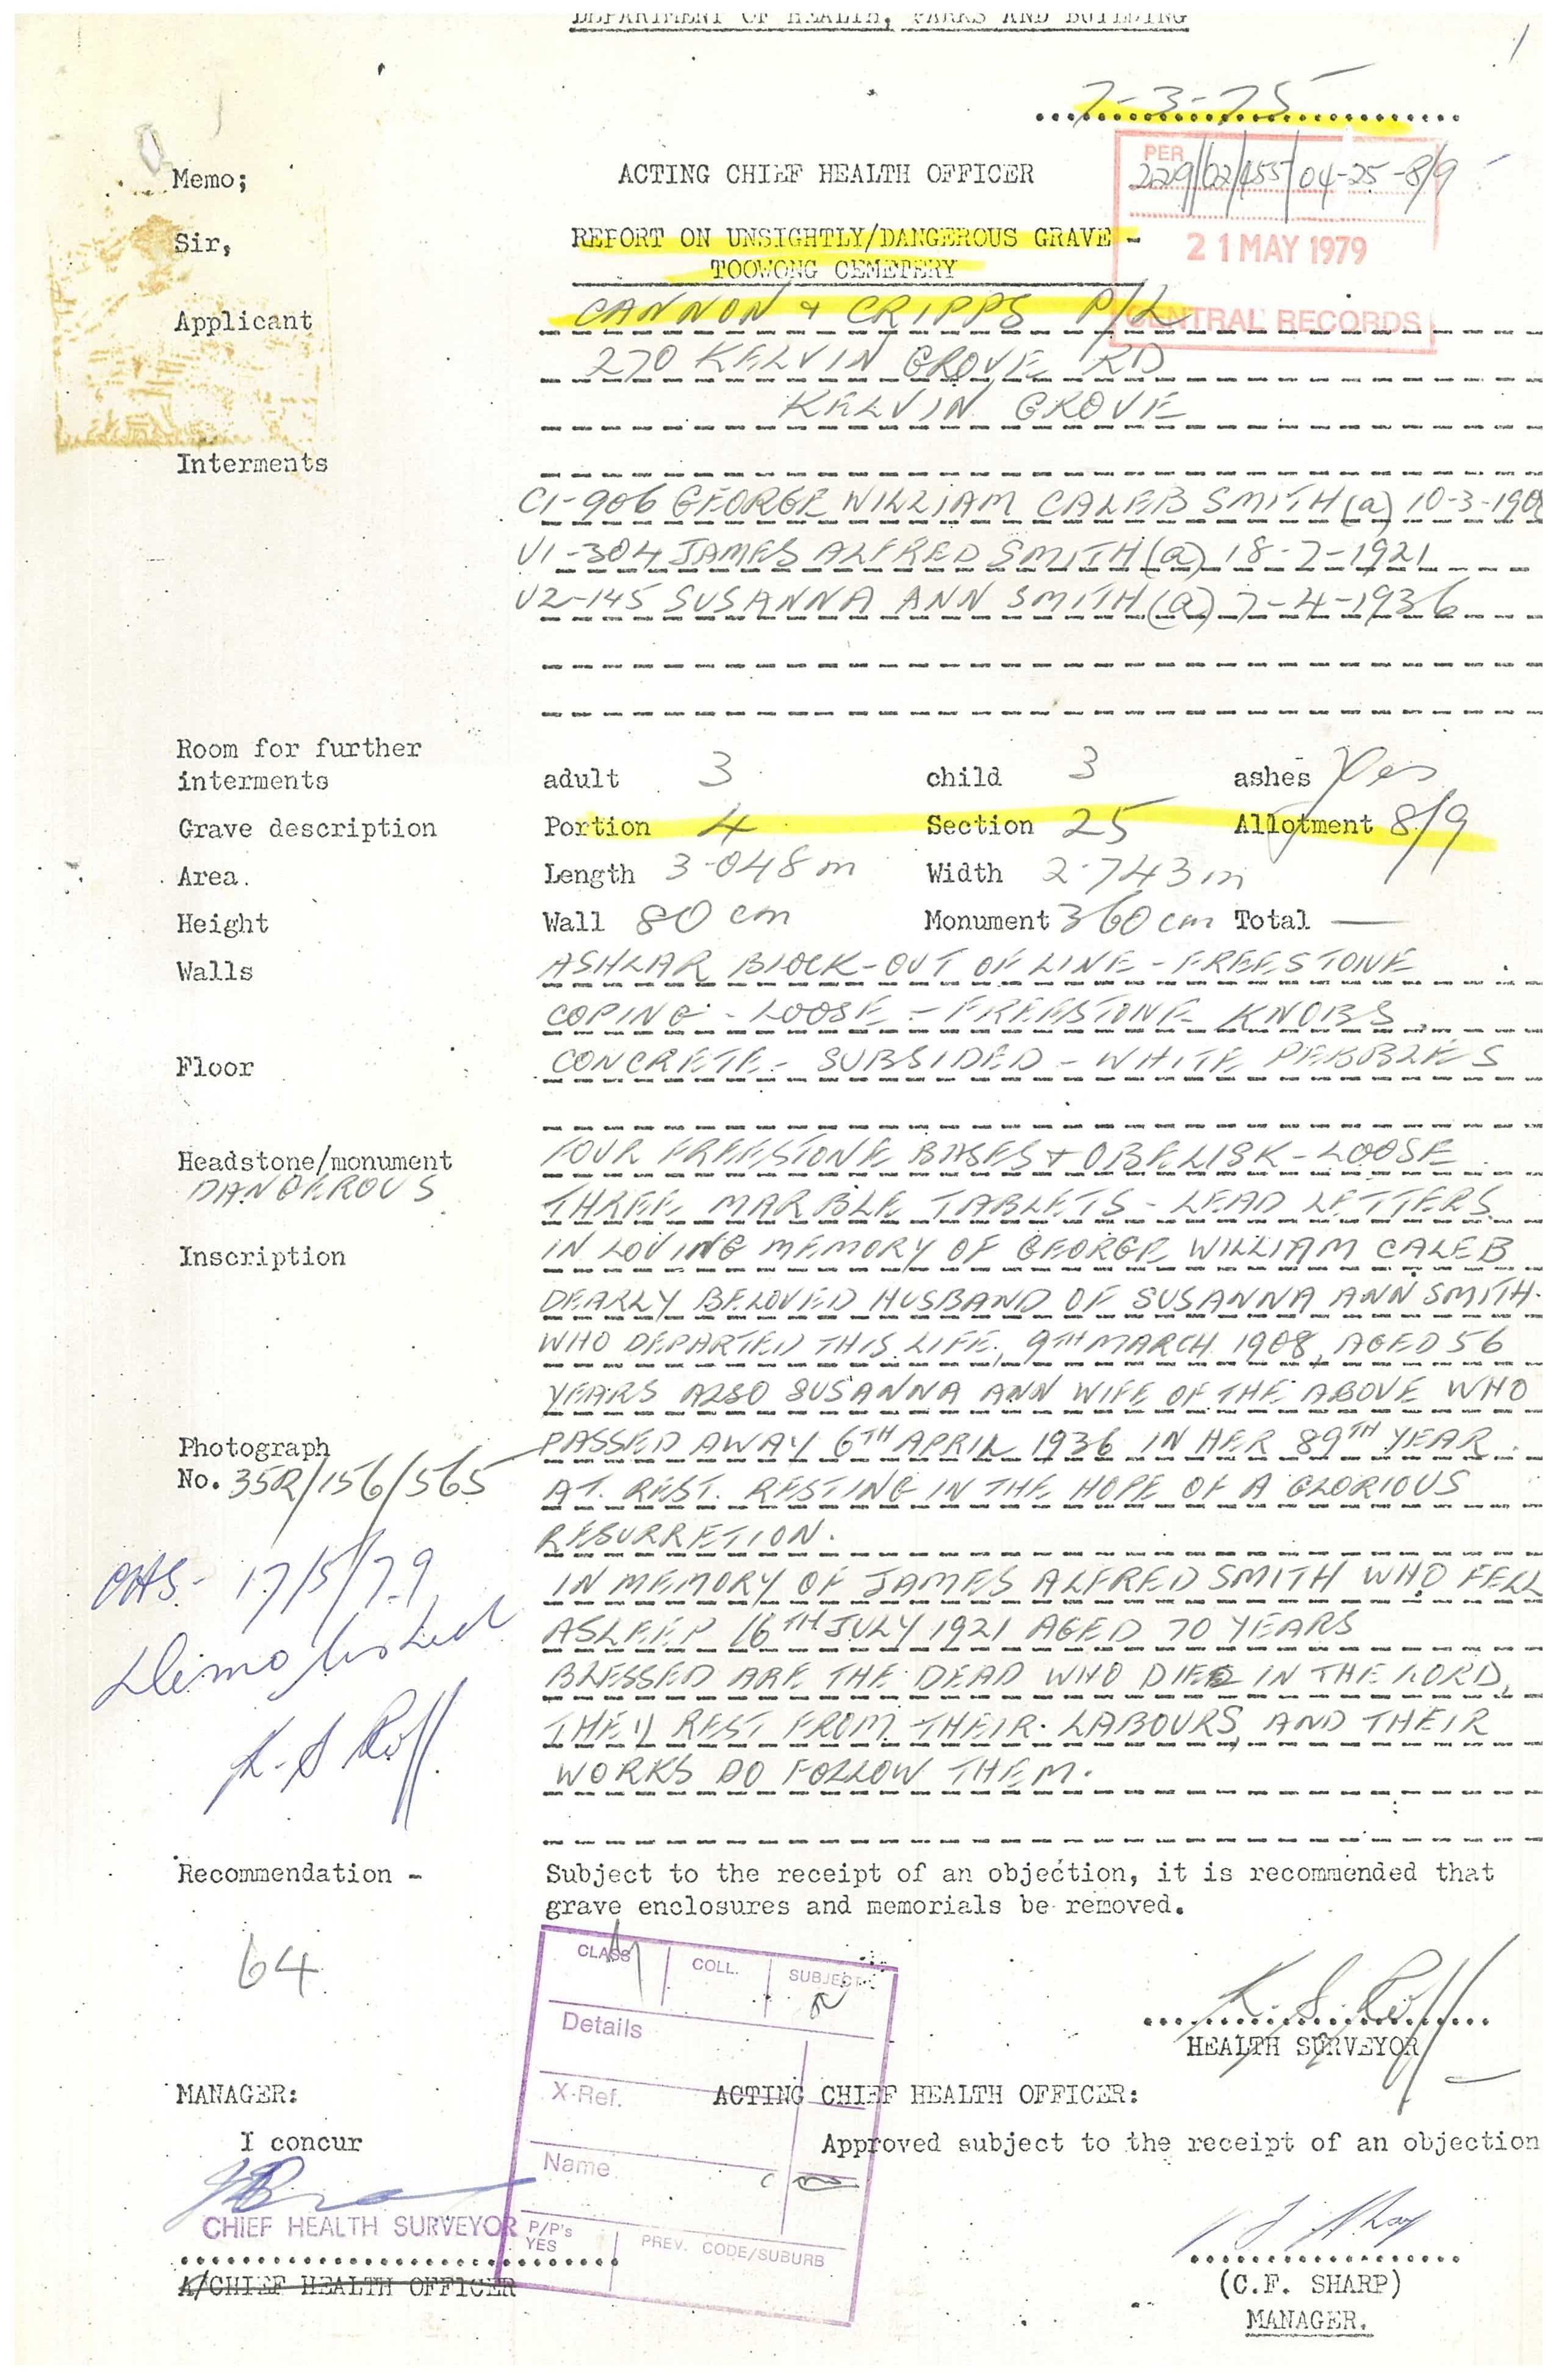 DEPARTMENT OF HEALTH, PARKS AND BUILDING
1
7-3-75
Memo; ACTING CHIEF HEALTH OFFICER
PER
229/02/455/04-25-8/9
Sir, REPORT ON UNSIGHTLY/DANGEROUS GRAVE -
TOOWONG CEMETERY
21 MAY 1979
CENTRAL RECORDS
Applicant CANNON + CRIPPS P/L
270 KELVIN GROVE RD
KELVIN GROVE
Interments
C1-906 GEORGE WILLIAM CALEB SMITH (a) 10-3-1908
V1-304 JAMES ALFRED SMITH (a) 18-7-1921
V2-145 SUSANNA ANN SMITH (a) 7-4-1936
Room for further
interments adult 3 child 3 ashes Yes
Grave description Portion 4 Section 25 Allotment 8/9
Area. Length 3.048m Width 2.743m
Height Wall 80 cm Monument 360cm Total —
Walls ASHLAR BLOCK-OUT OF LINE - FREESTONE
COPING - LOOSE - FREESTONE KNOBS
Floor CONCRETE - SUBSIDED - WHITE PEBBLES
Headstone/monument FOUR FREESTONE BASES + OBELISK - LOOSE
DANGEROUS THREE MARBLE TABLETS - LEAD LETTERS
Inscription IN LOVING MEMORY OF GEORGE WILLIAM CALEB
DEARLY BELOVED HUSBAND OF SUSANNA ANN SMITH.
WHO DEPARTED THIS LIFE, 9TH MARCH 1908, AGED 56
YEARS ALSO SUSANNA ANN WIFE OF THE ABOVE WHO
Photograph PASSED AWAY 6TH APRIL 1936 IN HER 89TH YEAR.
No. 35R/156/565 AT. REST. RESTING IN THE HOPE OF A GLORIOUS
RESURRETION.
IN MEMORY OF JAMES ALFRED SMITH WHO FELL
ASLEEP 16TH JULY 1921 AGED 70 YEARS
BLESSED ARE THE DEAD WHO DIE IN THE LORD,
THEY REST FROM THEIR LABOURS, AND THEIR
WORKS DO FOLLOW THEM.
17/5/79
Demolished
K. S. Roff
Recommendation - Subject to the receipt of an objection, it is recommended that
grave enclosures and memorials be removed.
64
CLASS COLL. SUBJECT
Details
X-Ref.
Name
P/P's
YES
PREV. CODE/SUBURB
K. S. Roff
HEALTH SURVEYOR
MANAGER: ACTING CHIEF HEALTH OFFICER:
I concur Approved subject to the receipt of an objection
CHIEF HEALTH SURVEYOR
A/CHIEF HEALTH OFFICER
(C.F. SHARP)
MANAGER.